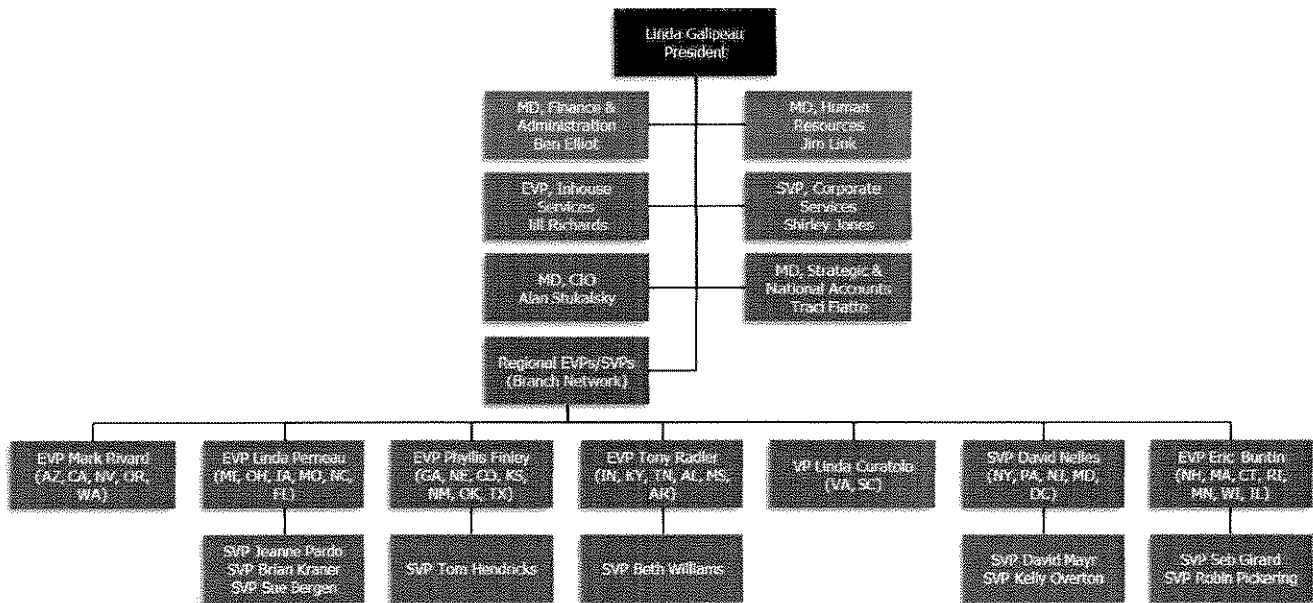 Linda Galipeau
President
MD, Finance &
Administration
Ben Elliot
MD, Human
Resources
Jim Link
EVP, Inhouse
Services
Jill Richards
SVP, Corporate
Services
Shirley Jones
MD, CIO
Alan Stukalsky
MD, Strategic &
National Accounts
Traci Fiatte
Regional EVPs/SVPs
(Branch Network)
EVP Mark Rivard
(AZ, CA, NV, OR,
WA)
EVP Linda Perneau
(MI, OH, IA, MO, NC,
FL)
EVP Phyllis Finley
(GA, NE, CO, KS,
NM, OK, TX)
EVP Tony Radler
(IN, KY, TN, AL, MS,
AR)
VP Linda Curatola
(VA, SC)
SVP David Nelles
(NY, PA, NJ, MD,
DC)
EVP Eric Buntin
(NH, MA, CT, RI,
MN, WI, IL)
SVP Jeanne Pardo
SVP Brian Kraner
SVP Sue Bergen
SVP Tom Hendricks
SVP Beth Williams
SVP David Mayr
SVP Kelly Overton
SVP Seb Girard
SVP Robin Pickering